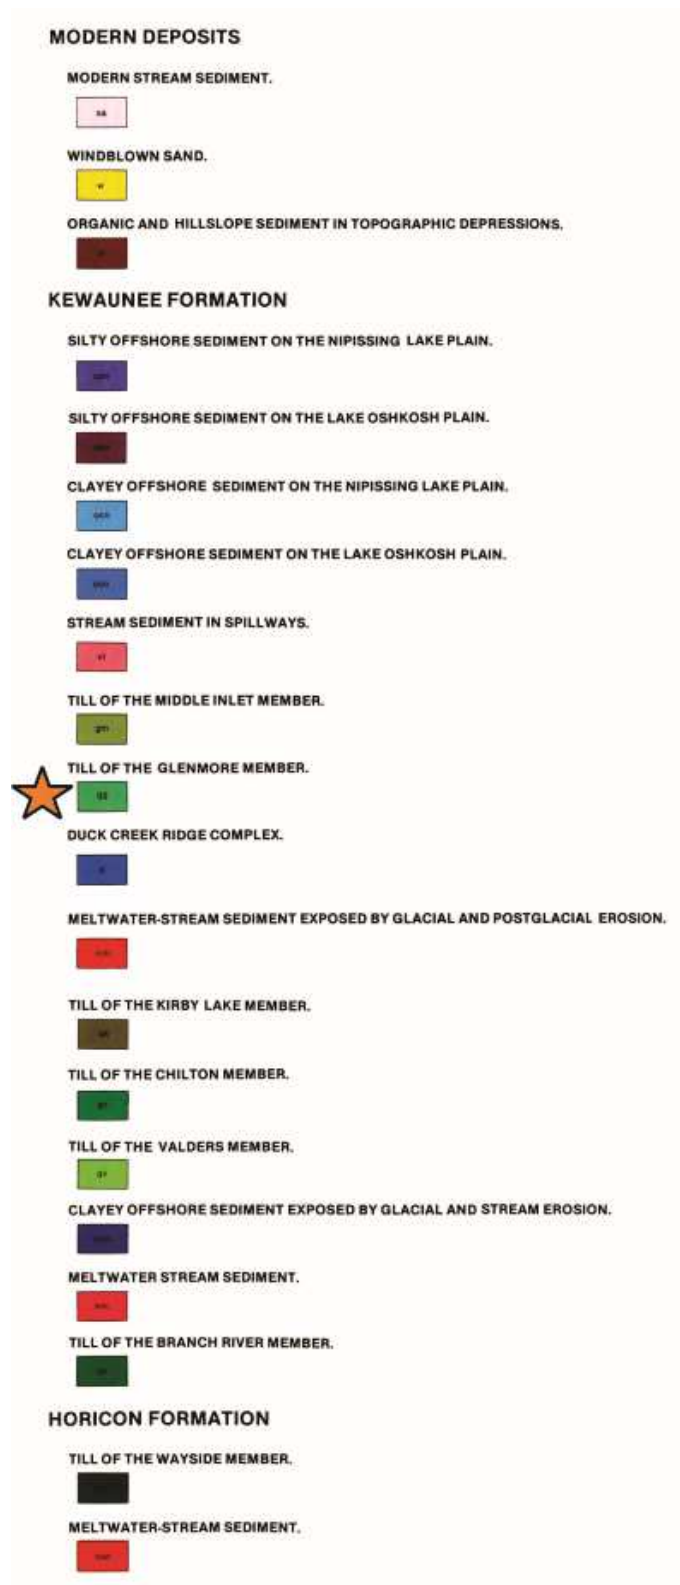 MODERN DEPOSITS
MODERN STREAM SEDIMENT.
WINDBLOWN SAND.
ORGANIC AND HILLSLOPE SEDIMENT IN TOPOGRAPHIC DEPRESSIONS.
KEWAUNEE FORMATION
SILTY OFFSHORE SEDIMENT ON THE NIPISSING LAKE PLAIN.
SILTY OFFSHORE SEDIMENT ON THE LAKE OSHKOSH PLAIN.
CLAYEY OFFSHORE SEDIMENT ON THE NIPISSING LAKE PLAIN.
CLAYEY OFFSHORE SEDIMENT ON THE LAKE OSHKOSH PLAIN.
STREAM SEDIMENT IN SPILLWAYS.
TILL OF THE MIDDLE INLET MEMBER.
gm
TILL OF THE GLENMORE MEMBER.
DUCK CREEK RIDGE COMPLEX.
MELTWATER-STREAM SEDIMENT EXPOSED BY GLACIAL AND POSTGLACIAL EROSION.
TILL OF THE KIRBY LAKE MEMBER.
TILL OF THE CHILTON MEMBER.
TILL OF THE VALDERS MEMBER.
CLAYEY OFFSHORE SEDIMENT EXPOSED BY GLACIAL AND STREAM EROSION.
MELTWATER STREAM SEDIMENT.
TILL OF THE BRANCH RIVER MEMBER.
HORICON FORMATION
TILL OF THE WAYSIDE MEMBER.
MELTWATER-STREAM SEDIMENT.